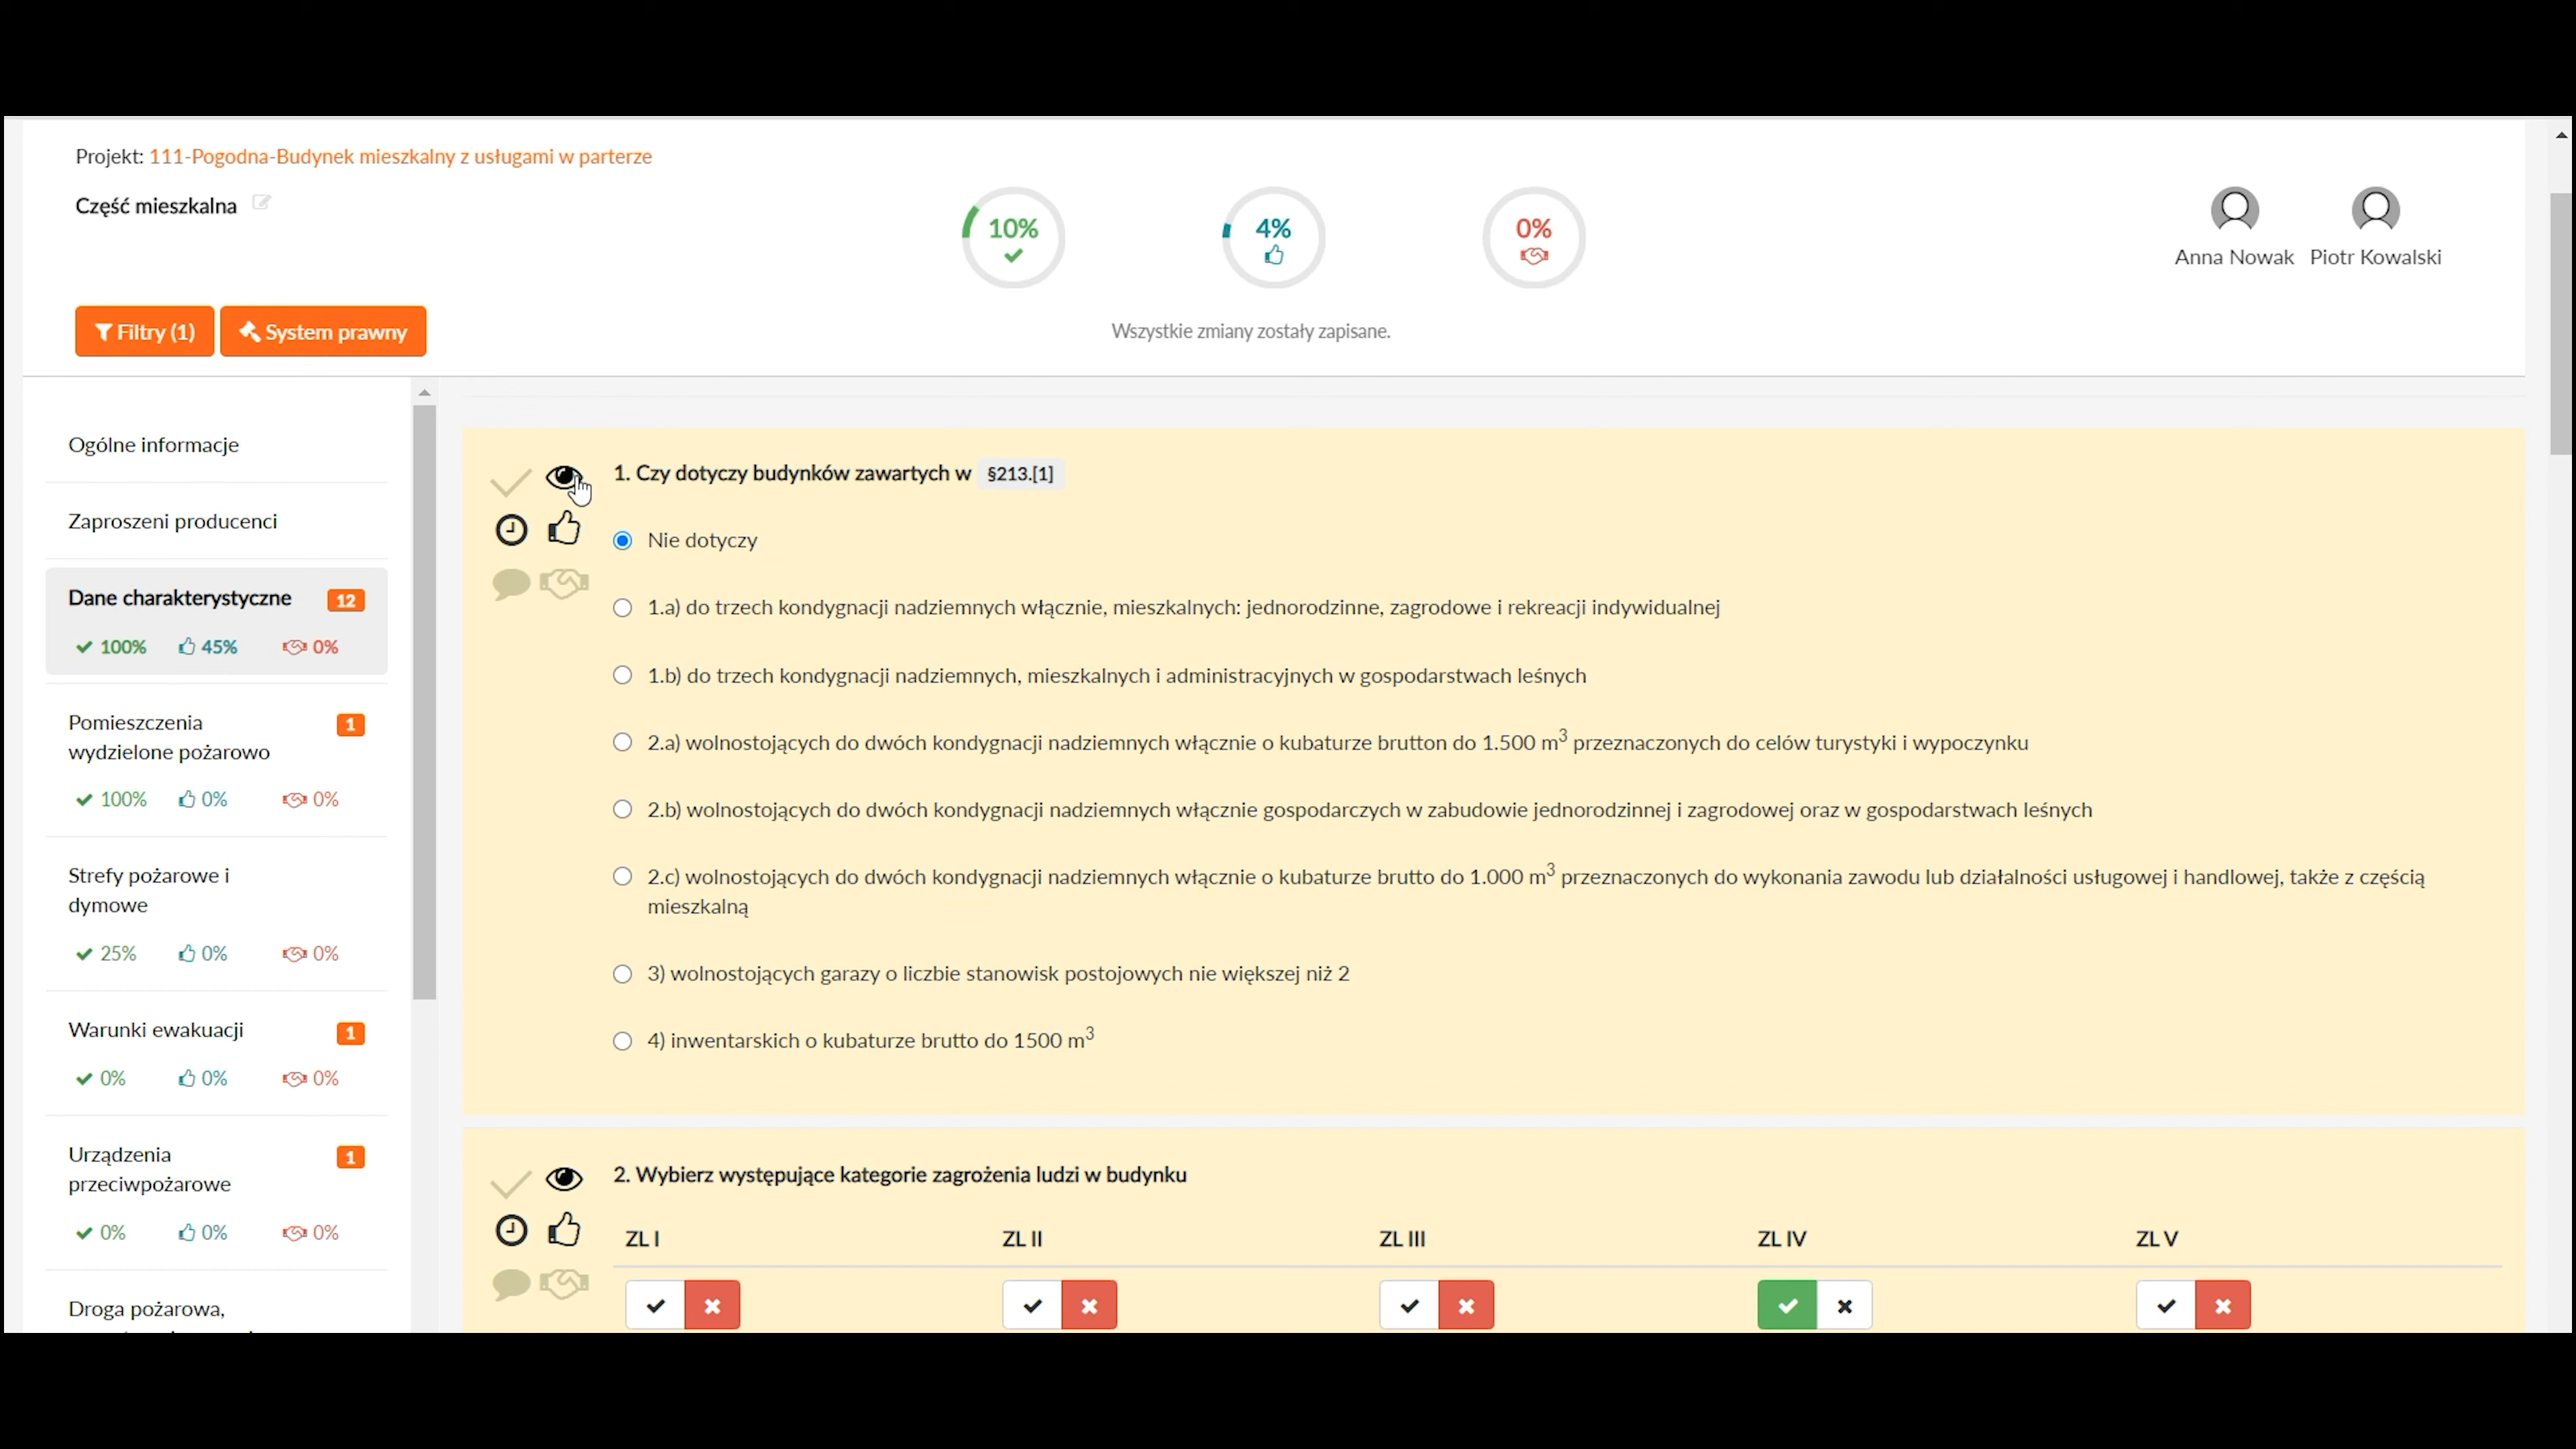 Projekt: 111-Pogodna-Budynek mieszkalny z usługami w parterze
Część mieszkalna
10%
4%
0%
Anna Nowak
Piotr Kowalski
Filtry (1)
System prawny
Wszystkie zmiany zostały zapisane.
Ogólne informacje
Zaproszeni producenci
Dane charakterystyczne 12
100% 45% 0%
Pomieszczenia 1
wydzielone pożarowo
100% 0% 0%
Strefy pożarowe i
dymowe
25% 0% 0%
Warunki ewakuacji 1
0% 0% 0%
Urządzenia 1
przeciwpożarowe
0% 0% 0%
Droga pożarowa,
1. Czy dotyczy budynków zawartych w §213.[1]
Nie dotyczy
1.a) do trzech kondygnacji nadziemnych włącznie, mieszkalnych: jednorodzinne, zagrodowe i rekreacji indywidualnej
1.b) do trzech kondygnacji nadziemnych, mieszkalnych i administracyjnych w gospodarstwach leśnych
2.a) wolnostojących do dwóch kondygnacji nadziemnych włącznie o kubaturze brutton do 1.500 m³ przeznaczonych do celów turystyki i wypoczynku
2.b) wolnostojących do dwóch kondygnacji nadziemnych włącznie gospodarczych w zabudowie jednorodzinnej i zagrodowej oraz w gospodarstwach leśnych
2.c) wolnostojących do dwóch kondygnacji nadziemnych włącznie o kubaturze brutto do 1.000 m³ przeznaczonych do wykonania zawodu lub działalności usługowej i handlowej, także z częścią
mieszkalną
3) wolnostojących garazy o liczbie stanowisk postojowych nie większej niż 2
4) inwentarskich o kubaturze brutto do 1500 m³
2. Wybierz występujące kategorie zagrożenia ludzi w budynku
ZL I ZL II ZL III ZL IV ZL V